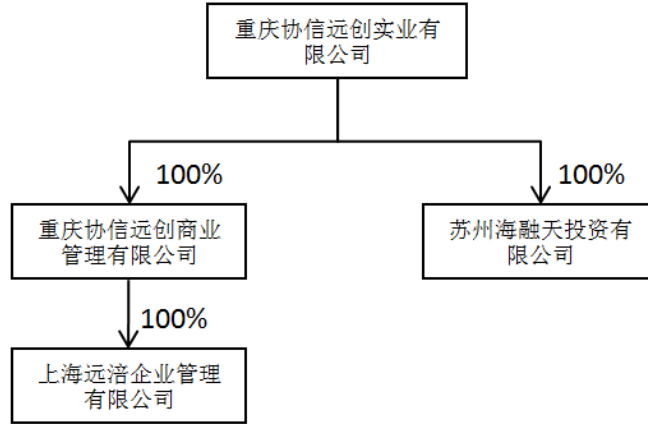 重庆协信远创实业有
限公司
100%
100%
重庆协信远创商业
管理有限公司
苏州海融天投资有
限公司
100%
上海远涪企业管理
有限公司